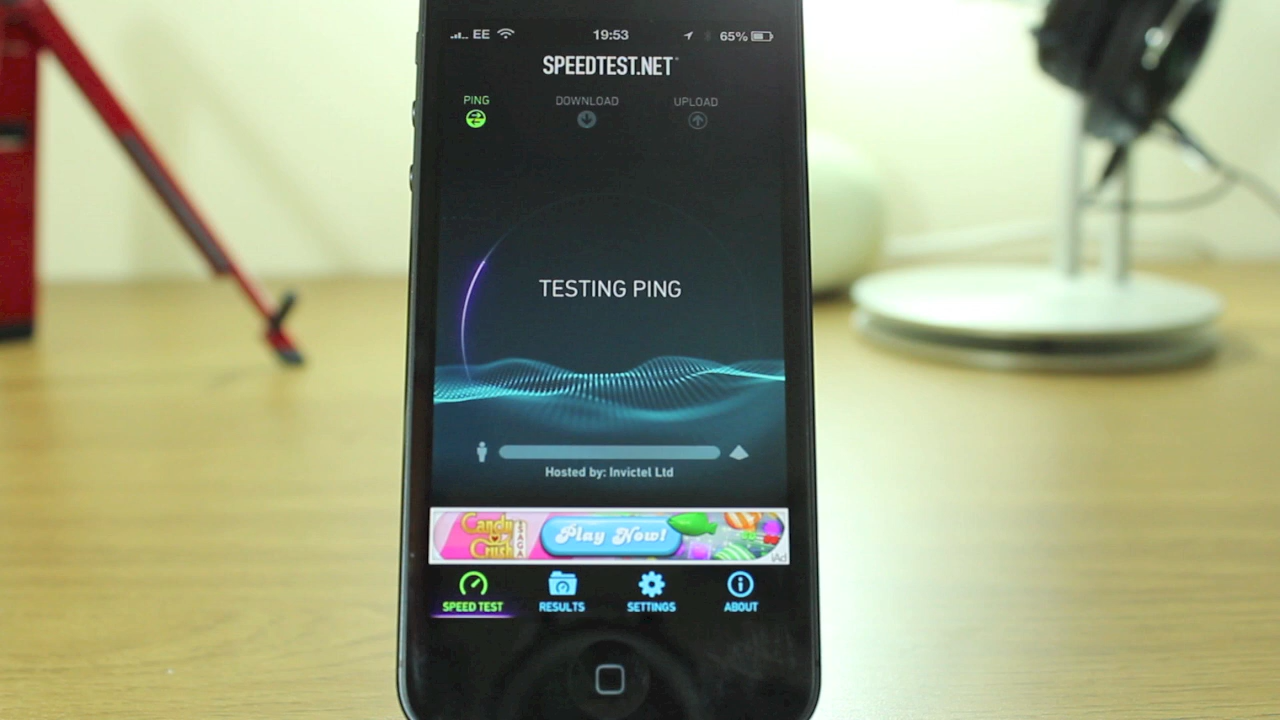 EE 19:53 65%
SPEEDTEST.NET
PING DOWNLOAD UPLOAD
TESTING PING
Hosted by: Invictel Ltd
Candy Crush SAGA
Play Now!
iAd
SPEED TEST RESULTS SETTINGS ABOUT